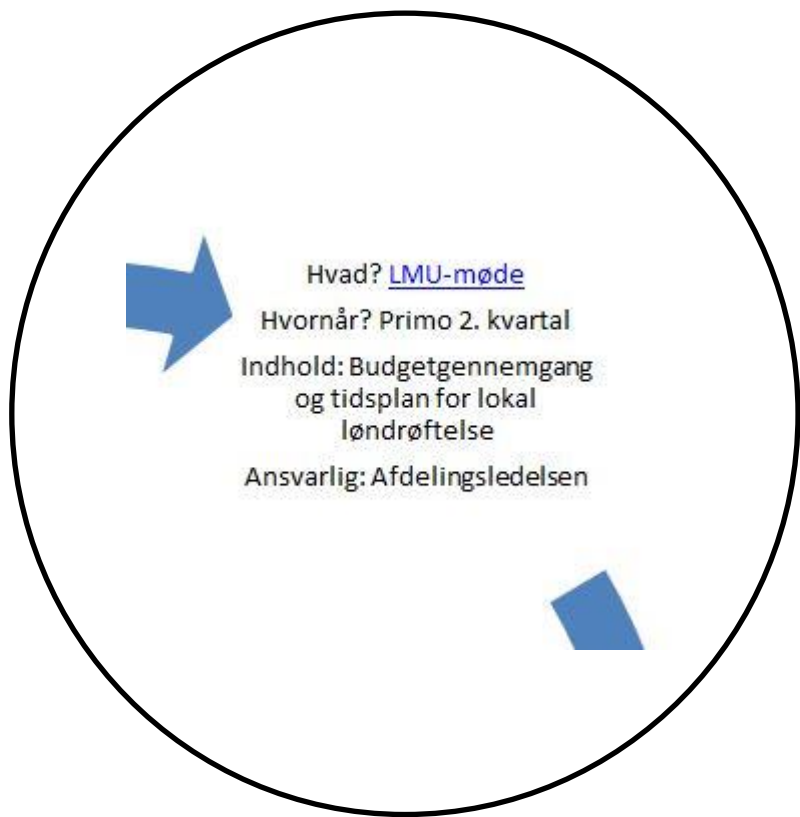 Hvad? LMU-møde
Hvornår? Primo 2. kvartal
Indhold: Budgetgennemgang
og tidsplan for lokal
løndrøftelse
Ansvarlig: Afdelingsledelsen